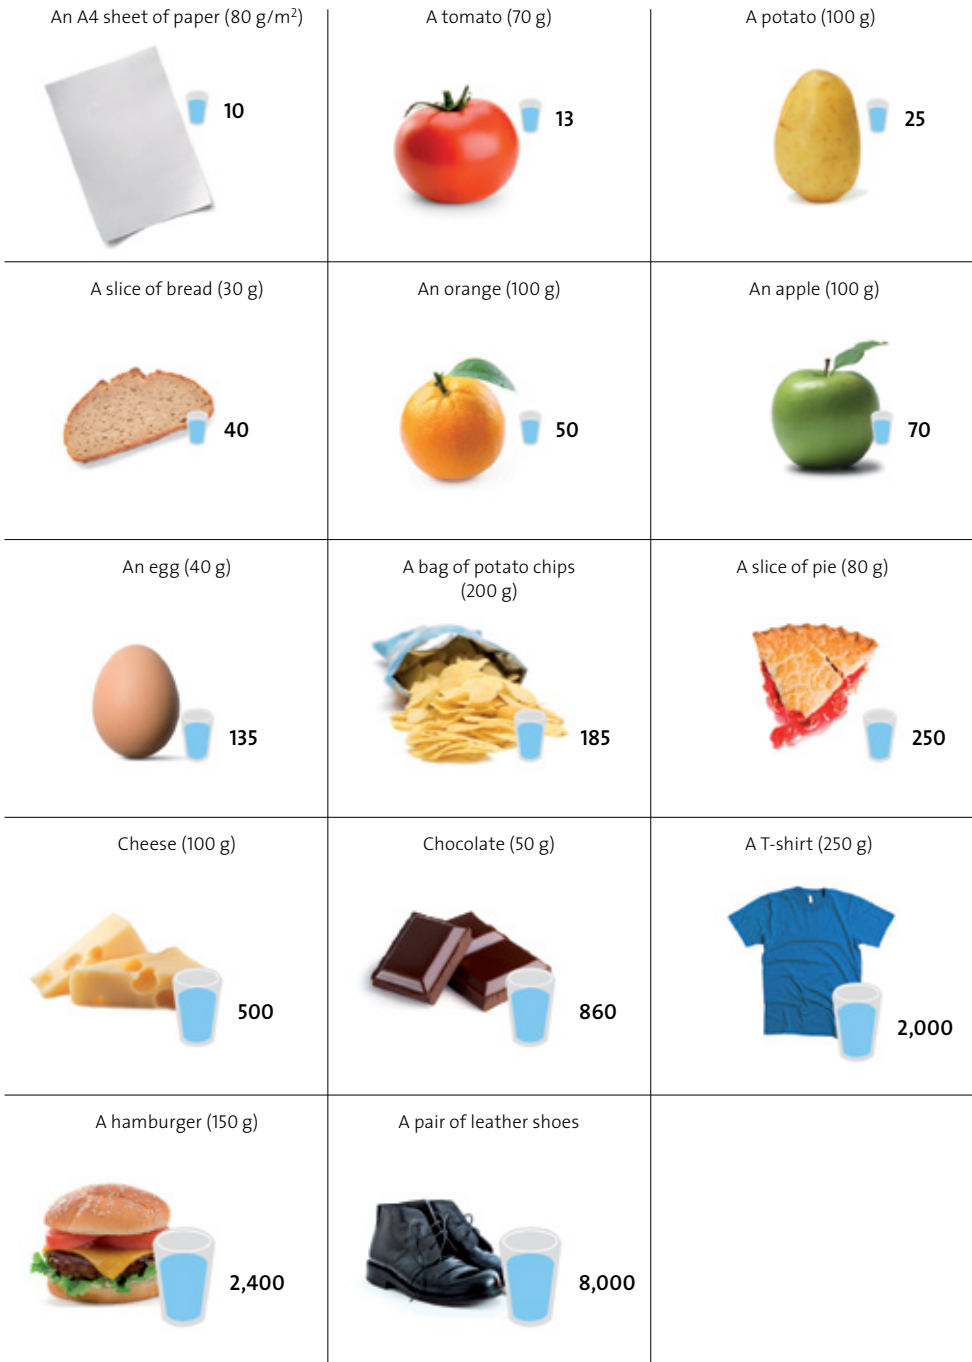 An A4 sheet of paper (80 g/m²)
10
A tomato (70 g)
13
A potato (100 g)
25
A slice of bread (30 g)
40
An orange (100 g)
50
An apple (100 g)
70
An egg (40 g)
135
A bag of potato chips
(200 g)
185
A slice of pie (80 g)
250
Cheese (100 g)
500
Chocolate (50 g)
860
A T-shirt (250 g)
2,000
A hamburger (150 g)
2,400
A pair of leather shoes
8,000